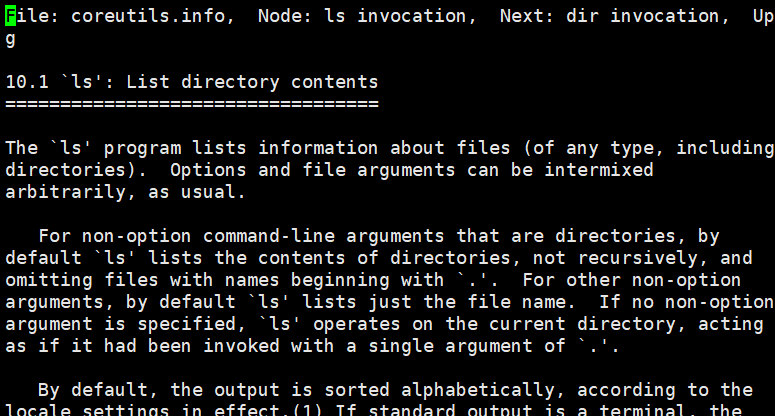 File: coreutils.info,  Node: ls invocation,  Next: dir invocation,  Up
g
10.1 `ls': List directory contents
==================================
The `ls' program lists information about files (of any type, including
directories).  Options and file arguments can be intermixed
arbitrarily, as usual.
For non-option command-line arguments that are directories, by
default `ls' lists the contents of directories, not recursively, and
omitting files with names beginning with `.'.  For other non-option
arguments, by default `ls' lists just the file name.  If no non-option
argument is specified, `ls' operates on the current directory, acting
as if it had been invoked with a single argument of `.'.
By default, the output is sorted alphabetically, according to the
locale settings in effect.(1) If standard output is a terminal, the